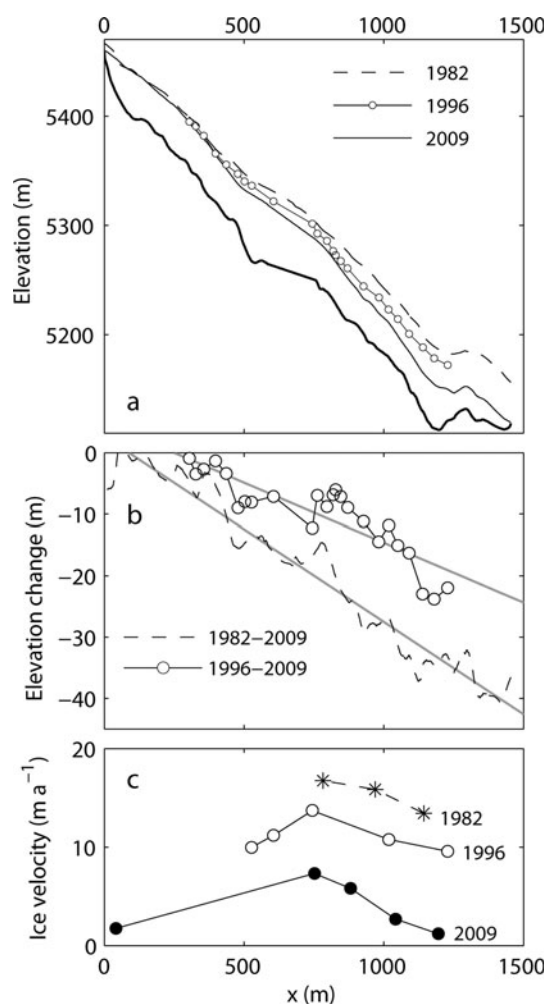 0 500 1000 1500
1982
1996
2009
5400
5300
5200
Elevation (m)
a
0
−10
−20
−30
−40
Elevation change (m)
b
1982−2009
1996−2009
20
10
0
Ice velocity (m a⁻¹)
c
1982
1996
2009
0 500 1000 1500
x (m)